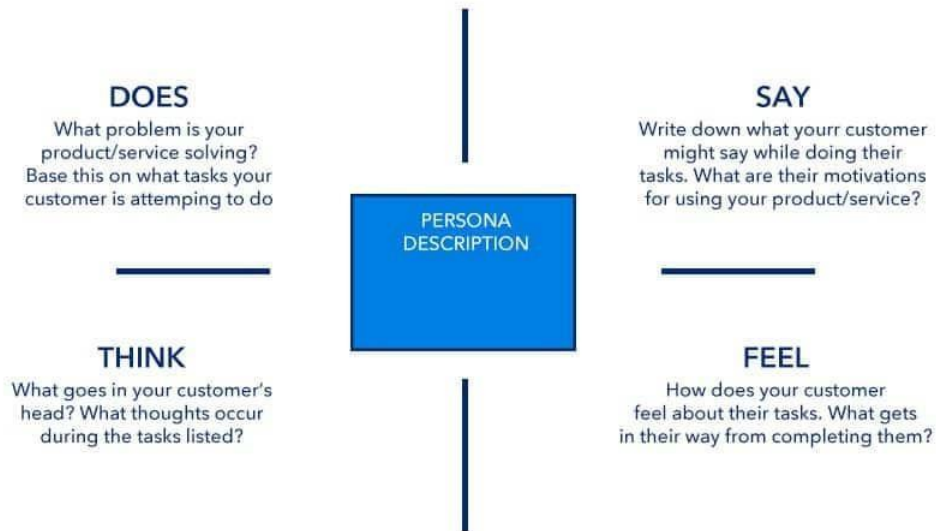 DOES
What problem is your
product/service solving?
Base this on what tasks your
customer is attemping to do
SAY
Write down what yourr customer
might say while doing their
tasks. What are their motivations
for using your product/service?
PERSONA
DESCRIPTION
THINK
What goes in your customer's
head? What thoughts occur
during the tasks listed?
FEEL
How does your customer
feel about their tasks. What gets
in their way from completing them?